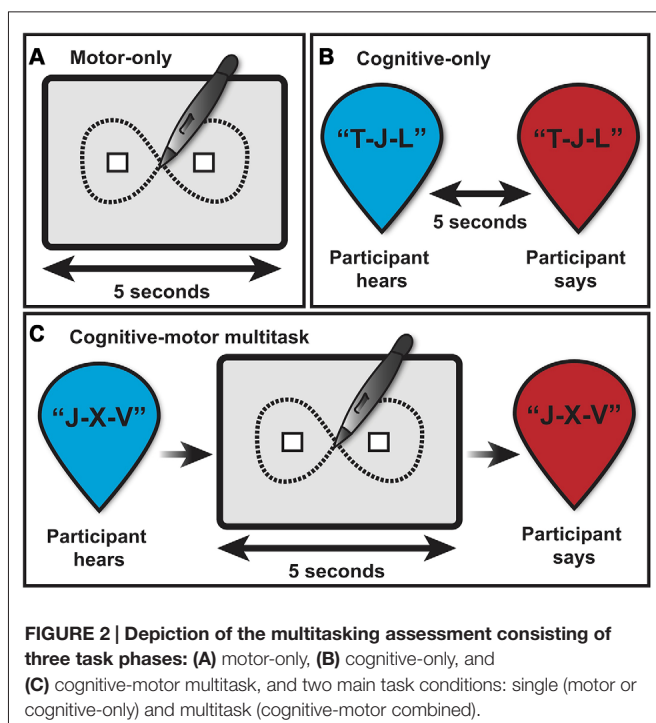 A Motor-only
5 seconds
B Cognitive-only
“T-J-L”
“T-J-L”
5 seconds
Participant
hears
Participant
says
C Cognitive-motor multitask
“J-X-V”
“J-X-V”
Participant
hears
5 seconds
Participant
says
FIGURE 2 | Depiction of the multitasking assessment consisting of
three task phases: (A) motor-only, (B) cognitive-only, and
(C) cognitive-motor multitask, and two main task conditions: single (motor or
cognitive-only) and multitask (cognitive-motor combined).